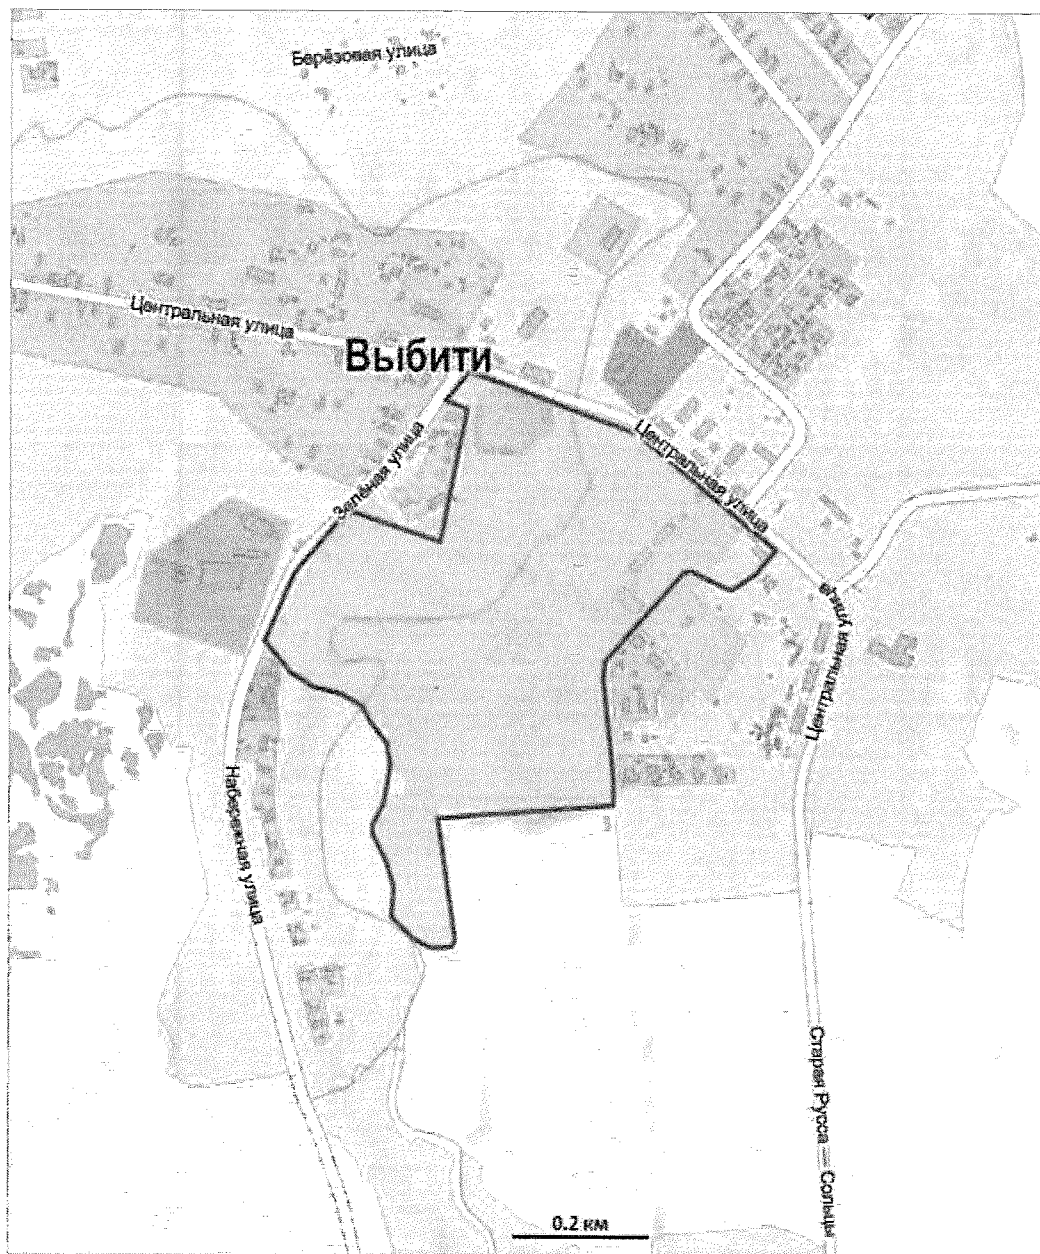 Берёзовая улица
Центральная улица
Выбити
Зелёная улица
Центральная улица
Центральная улица
Набережная улица
Старая Русса — Сольцы
0.2 км